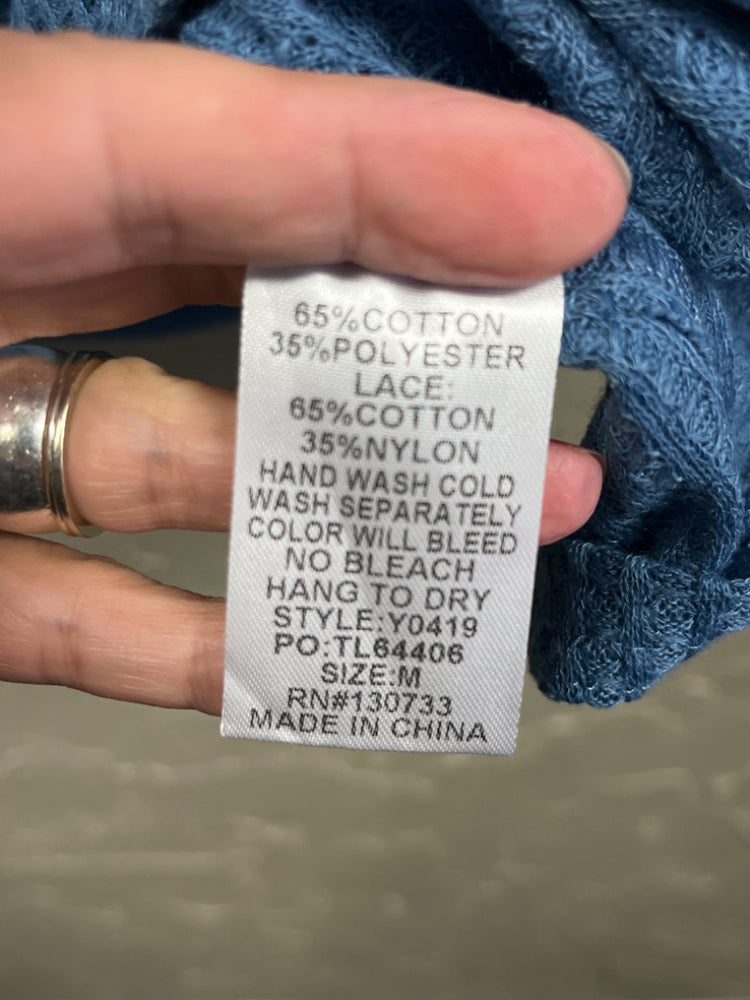 65%COTTON
35%POLYESTER
LACE:
65%COTTON
35%NYLON
HAND WASH COLD
WASH SEPARATELY
COLOR WILL BLEED
NO BLEACH
HANG TO DRY
STYLE:Y0419
PO:TL64406
SIZE:M
RN#130733
MADE IN CHINA